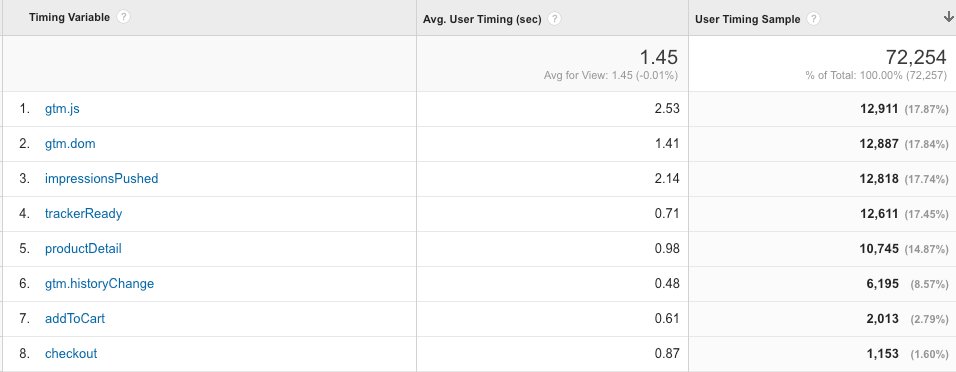 Timing Variable ? Avg. User Timing (sec) ? User Timing Sample ?
1.45 72,254
Avg for View: 1.45 (-0.01%) % of Total: 100.00% (72,257)
1. gtm.js 2.53 12,911 (17.87%)
2. gtm.dom 1.41 12,887 (17.84%)
3. impressionsPushed 2.14 12,818 (17.74%)
4. trackerReady 0.71 12,611 (17.45%)
5. productDetail 0.98 10,745 (14.87%)
6. gtm.historyChange 0.48 6,195 (8.57%)
7. addToCart 0.61 2,013 (2.79%)
8. checkout 0.87 1,153 (1.60%)